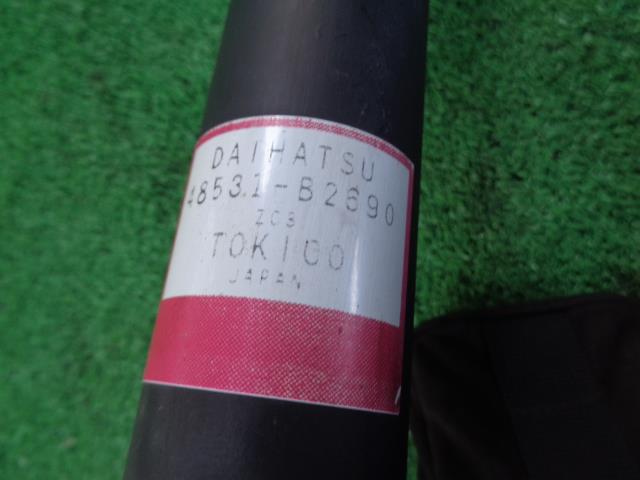 DAIHATSU
48531-B2690
ZC3
TOKICO
JAPAN